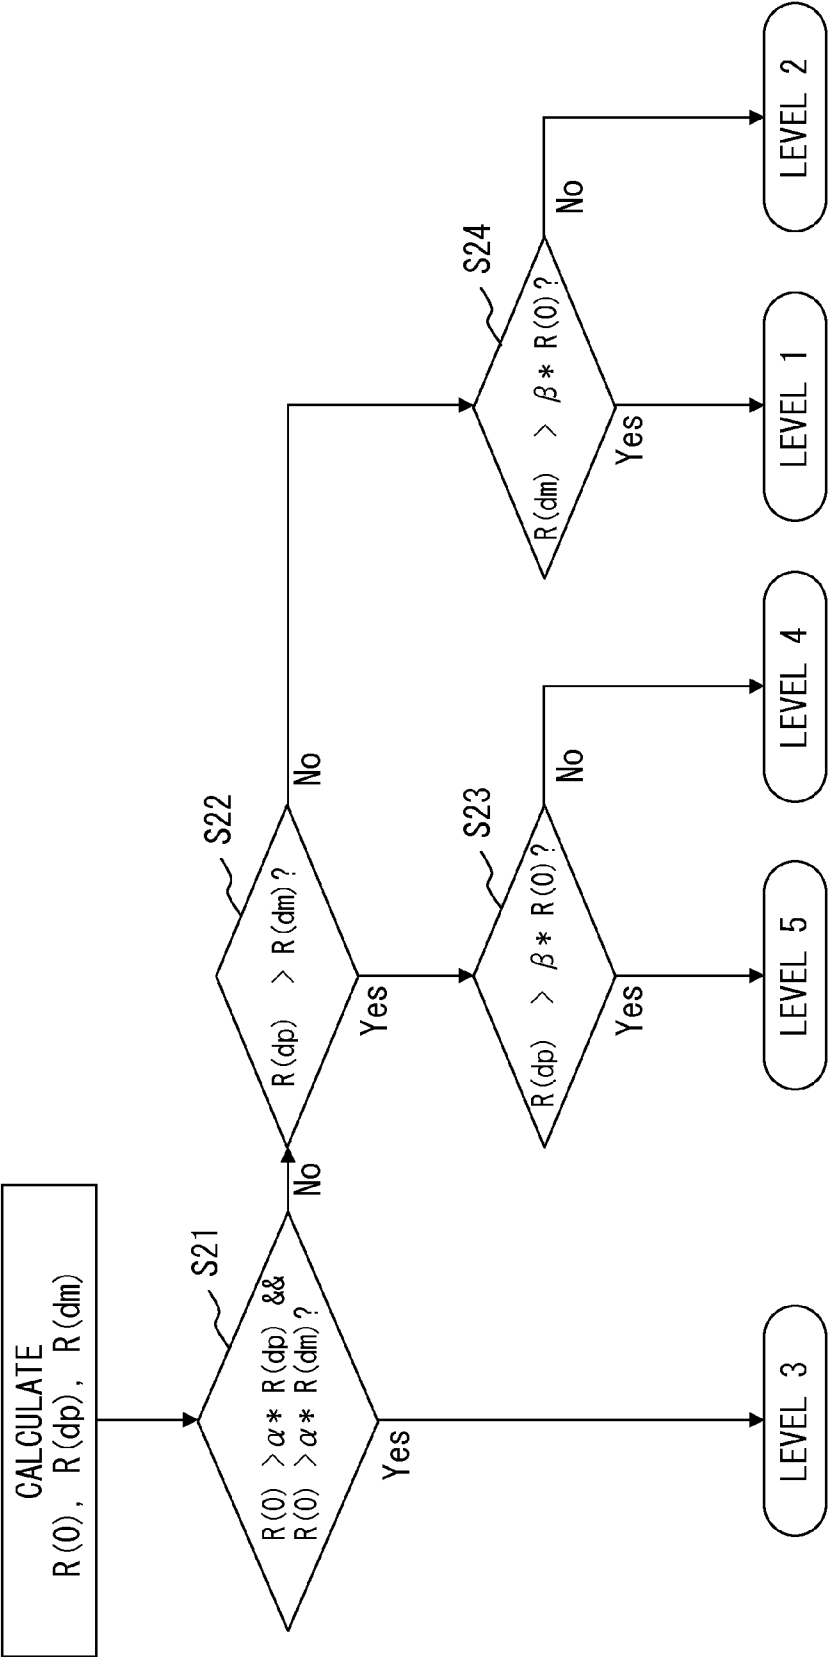 CALCULATE
R(0), R(dp), R(dm)
S21
R(0) >α* R(dp) &&
R(0) >α* R(dm)?
Yes
No
S22
R(dp) > R(dm)?
Yes
No
S23
R(dp) > β* R(0)?
Yes
No
S24
R(dm) > β* R(0)?
Yes
No
LEVEL 3
LEVEL 5
LEVEL 4
LEVEL 1
LEVEL 2